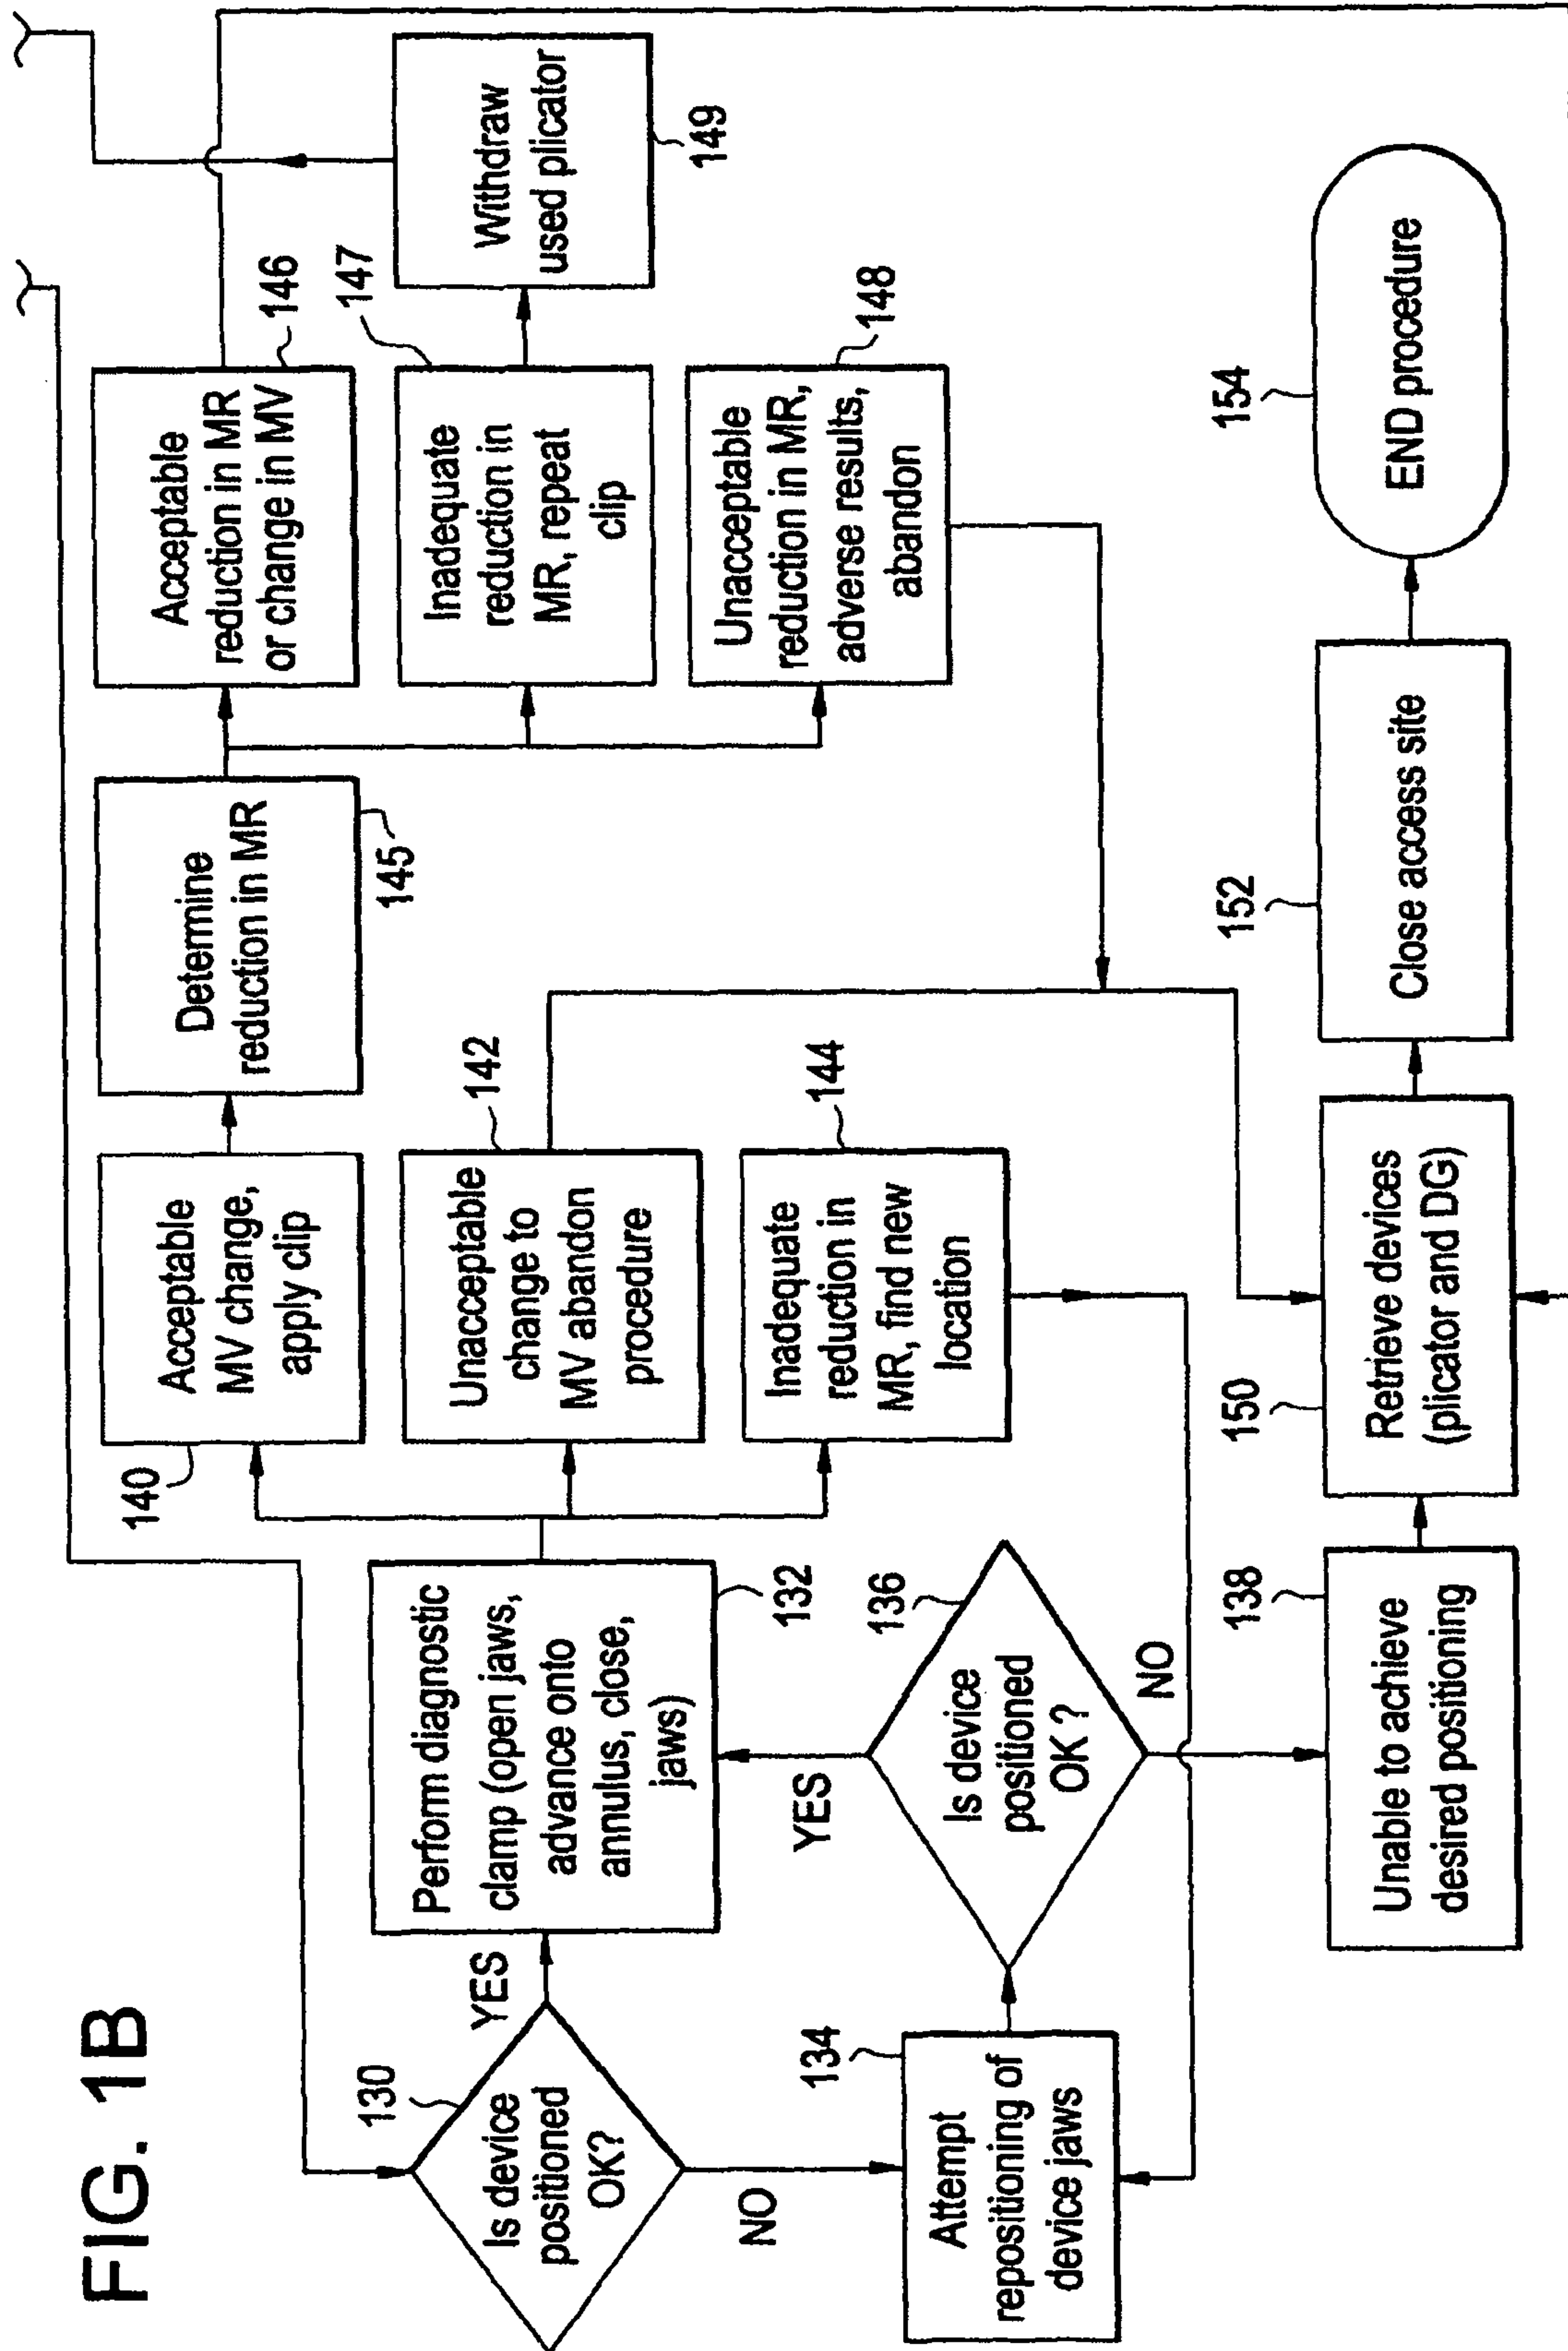 FIG. 1B
Is device
positioned
OK?
130
YES
NO
Perform diagnostic
clamp (open jaws,
advance onto
annulus, close,
jaws)
132
Attempt
repositioning of
device jaws
134
Is device
positioned
OK ?
136
YES
NO
Unable to achieve
desired positioning
138
Acceptable
MV change,
apply clip
140
Unacceptable
change to
MV abandon
procedure
142
Inadequate
reduction in
MR, find new
location
144
Determine
reduction in MR
145
Acceptable
reduction in MR
or change in MV
146
Inadequate
reduction in
MR, repeat
clip
147
Unacceptable
reduction in MR,
adverse results,
abandon
148
Withdraw
used plicator
149
Retrieve devices
(plicator and DG)
150
Close access site
152
END procedure
154